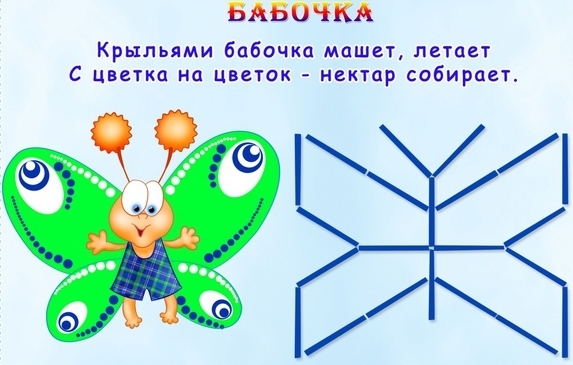 БАБОЧКА
Крыльями бабочка машет, летает
С цветка на цветок - нектар собирает.